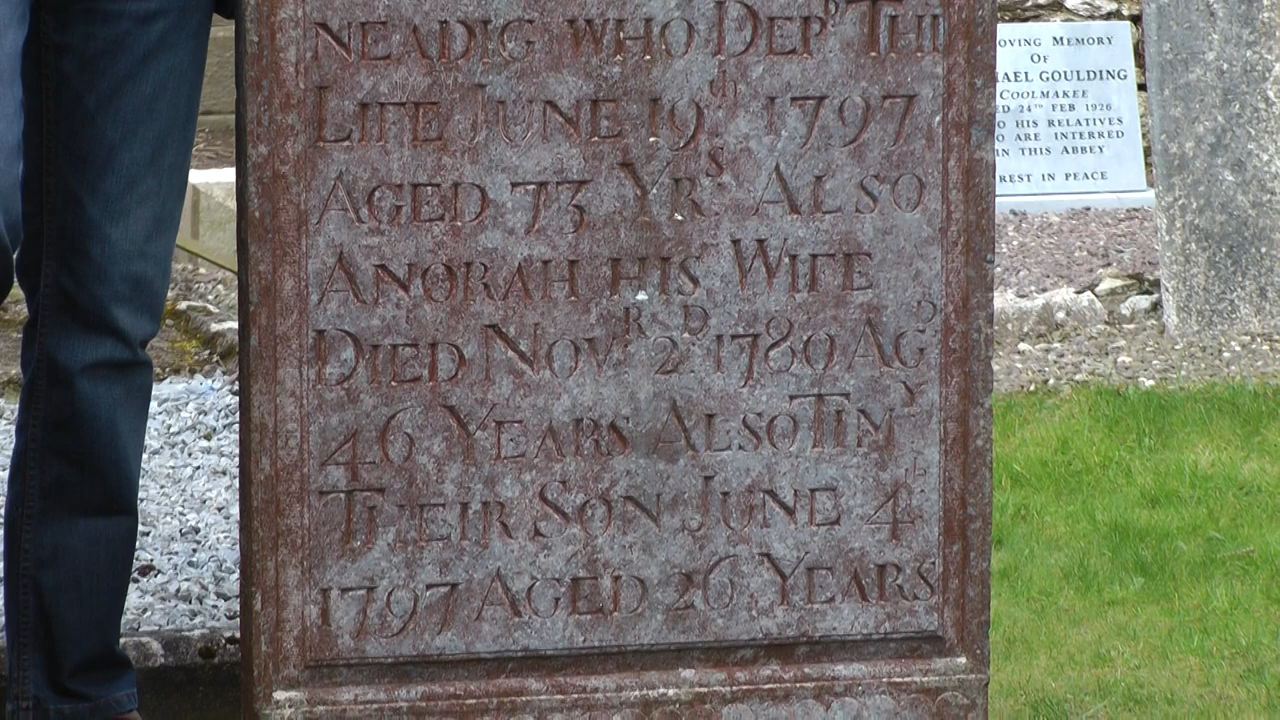 NEADIG WHO DEPD THI
LIFE JUNE 19th 1797
AGED 73 YRS ALSO
ANORAH HIS WIFE
DIED NOVR 2D 1780 AGD
46 YEARS ALSO TIMY
THEIR SON JUNE 4th
1797 AGED 26 YEARS
OVING MEMORY
OF
AEL GOULDING
COOLMAKEE
ED 24TH FEB 1926
O HIS RELATIVES
O ARE INTERRED
IN THIS ABBEY
REST IN PEACE